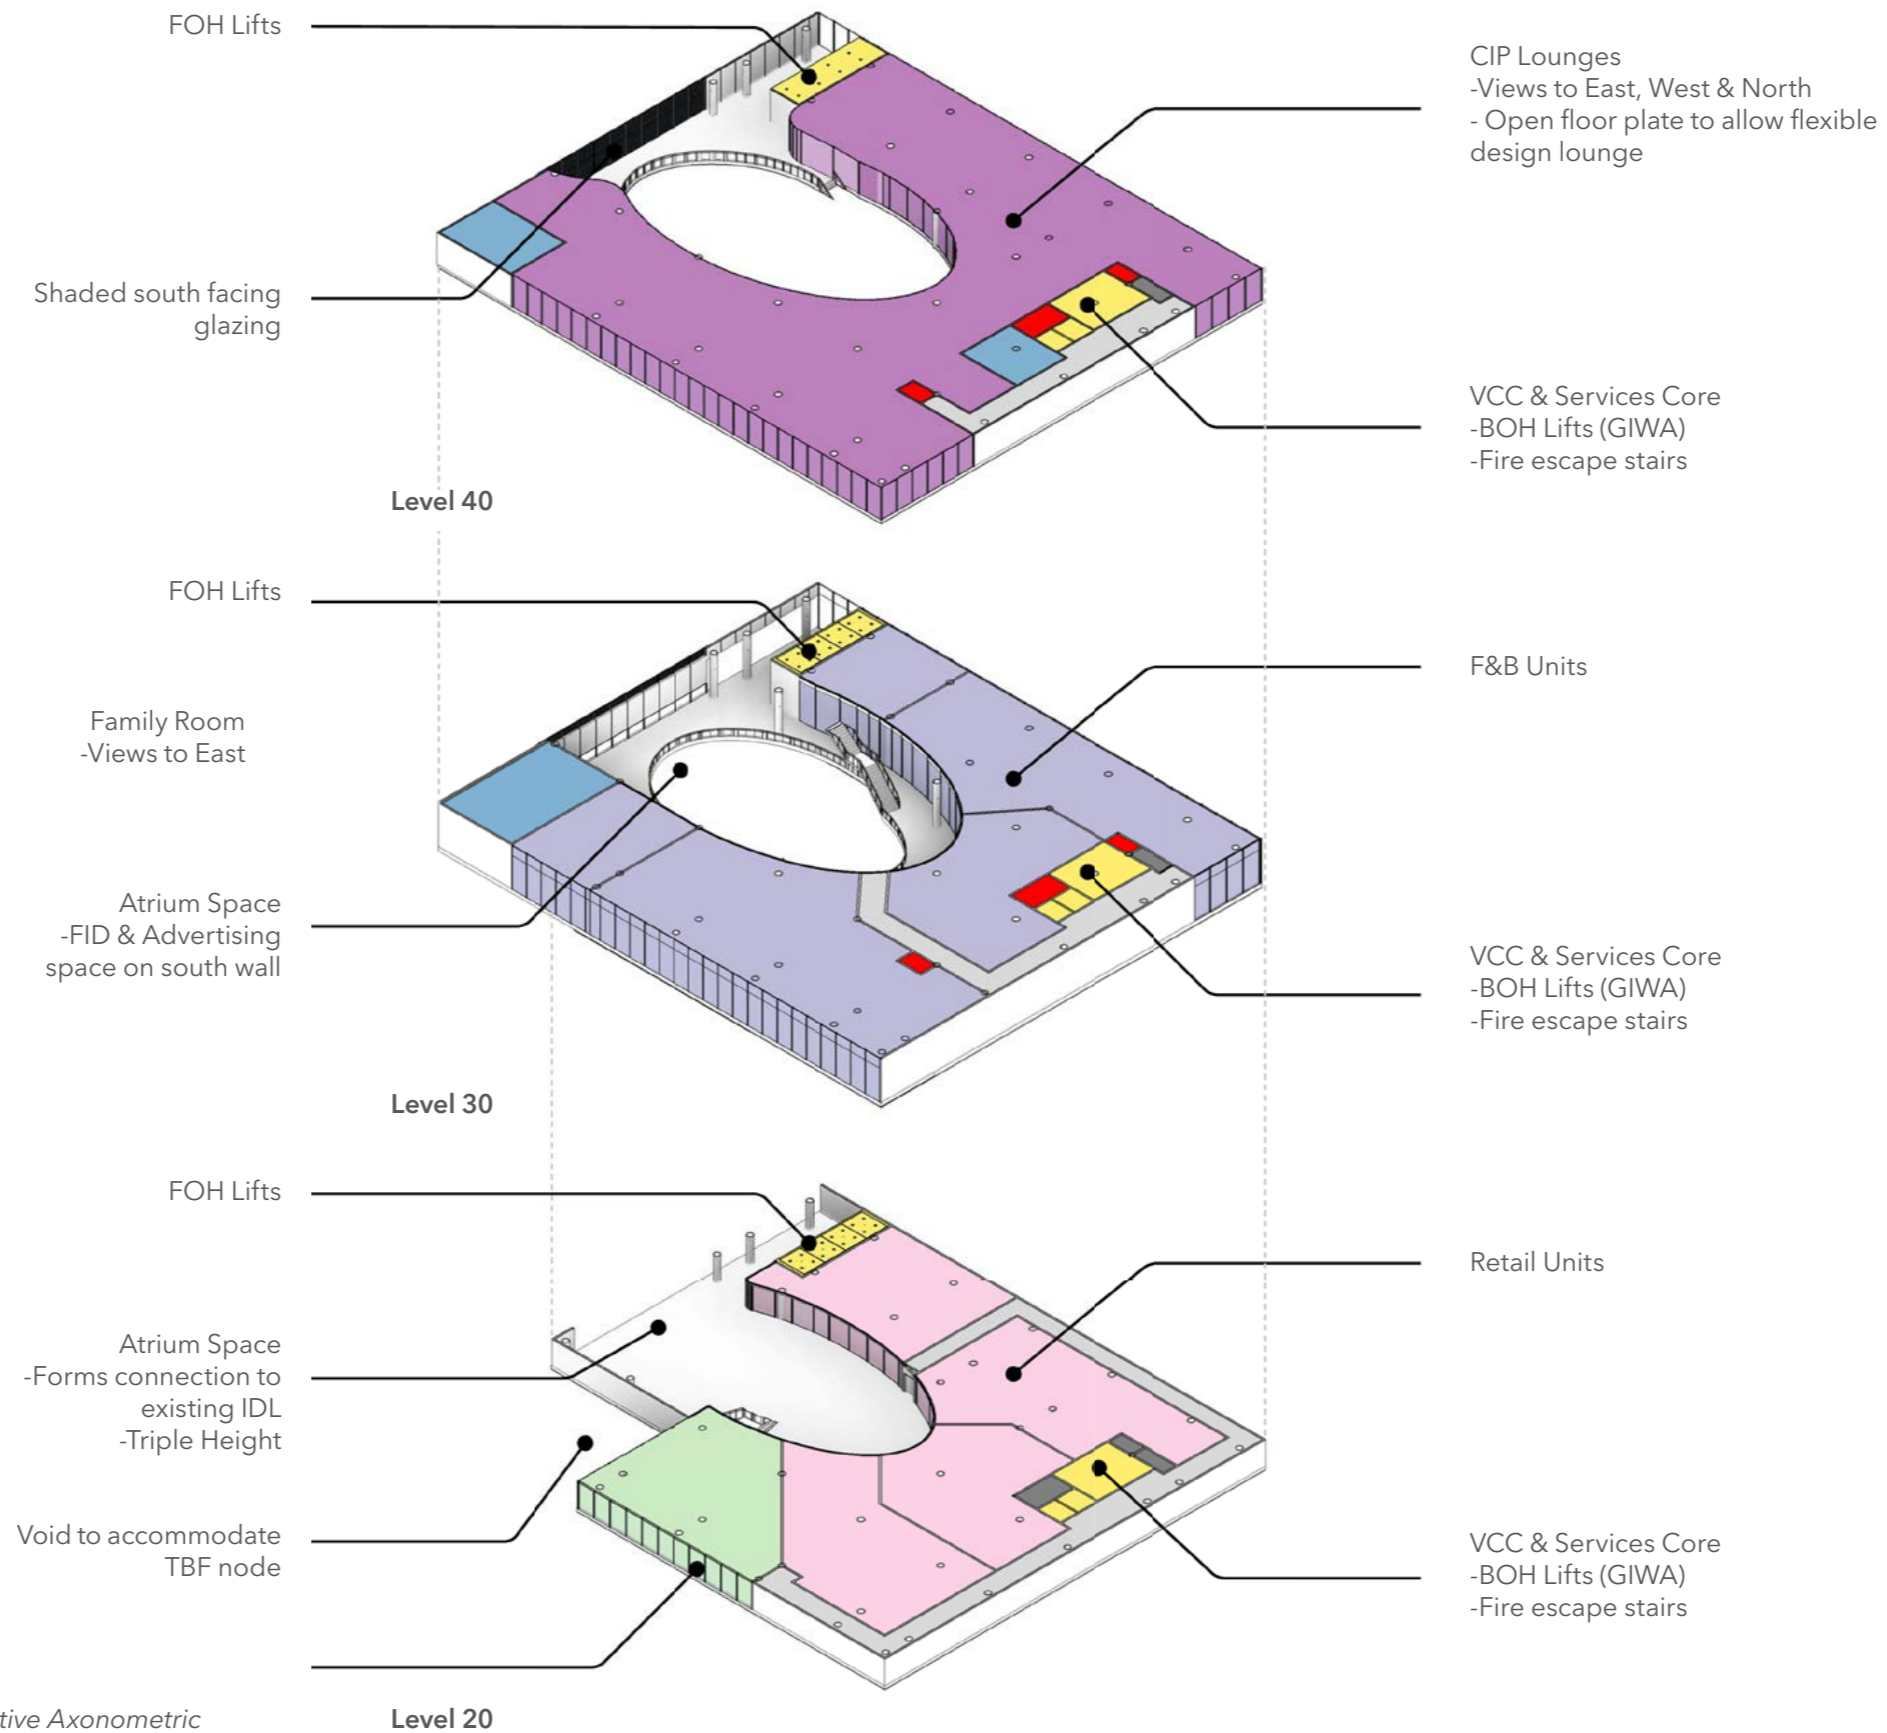 FOH Lifts
CIP Lounges
-Views to East, West & North
- Open floor plate to allow flexible
design lounge
Shaded south facing
glazing
VCC & Services Core
-BOH Lifts (GIWA)
-Fire escape stairs
Level 40
FOH Lifts
F&B Units
Family Room
-Views to East
Atrium Space
-FID & Advertising
space on south wall
VCC & Services Core
-BOH Lifts (GIWA)
-Fire escape stairs
Level 30
FOH Lifts
Retail Units
Atrium Space
-Forms connection to
existing IDL
-Triple Height
Void to accommodate
TBF node
VCC & Services Core
-BOH Lifts (GIWA)
-Fire escape stairs
tive Axonometric
Level 20